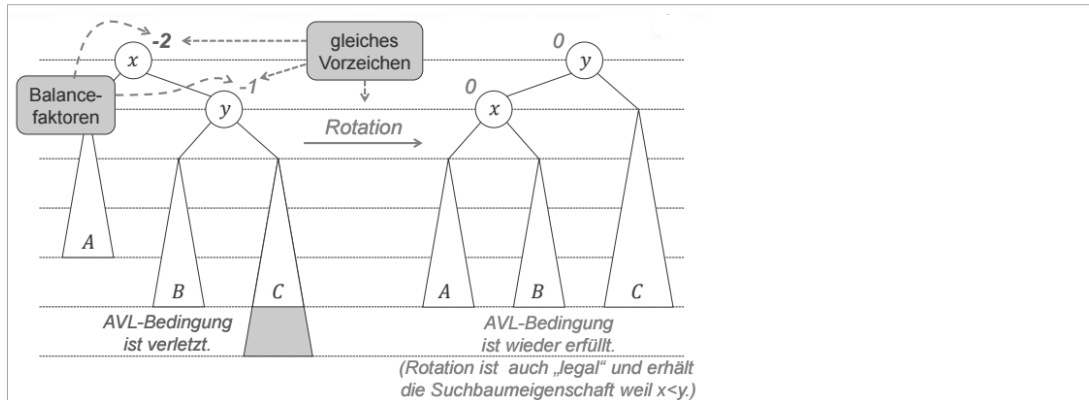 -2
gleiches
Vorzeichen
0
x
y
Balance-
faktoren
-1
0
y
x
Rotation
A
B
C
A
B
C
AVL-Bedingung
ist verletzt.
AVL-Bedingung
ist wieder erfüllt.
(Rotation ist auch „legal“ und erhält
die Suchbaumeigenschaft weil x<y.)